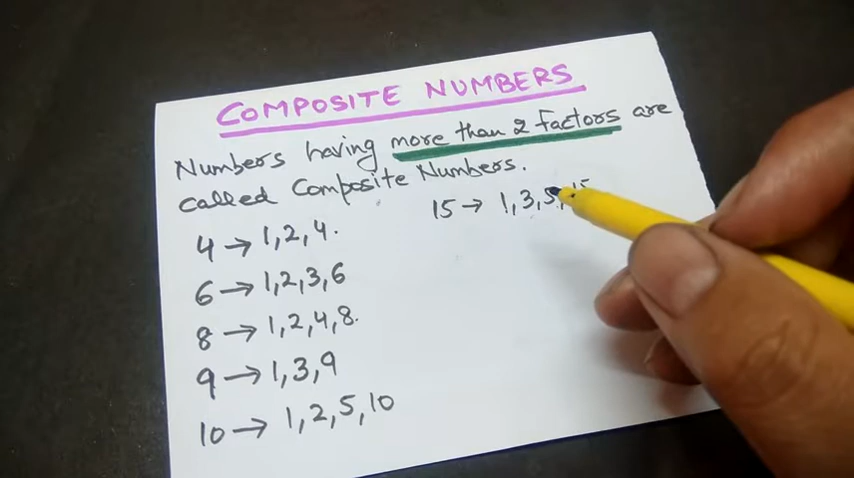 COMPOSITE NUMBERS
Numbers having more than 2 factors are
called Composite Numbers.
4 → 1, 2, 4.
6 → 1, 2, 3, 6
8 → 1, 2, 4, 8.
9 → 1, 3, 9
10 → 1, 2, 5, 10
15 → 1, 3, 5, 15